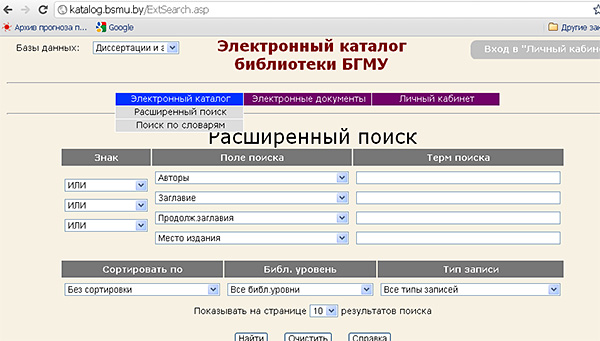 katalog.bsmu.by/ExtSearch.asp
Архив прогноза по Google Другие
Базы данных: Диссертации и а
Электронный каталог
библиотеки БГМУ
Вход в "Личный кабин
Электронный каталог Электронные документы Личный кабинет
Расширенный поиск
Поиск по словарям
Расширенный поиск
Знак Поле поиска Терм поиска
ИЛИ Авторы
ИЛИ Заглавие
ИЛИ Продолж.заглавия
Место издания
Сортировать по Библ. уровень Тип записи
Без сортировки Все библ.уровни Все типы записей
Показывать на странице 10 результатов поиска
Найти Очистить Справка